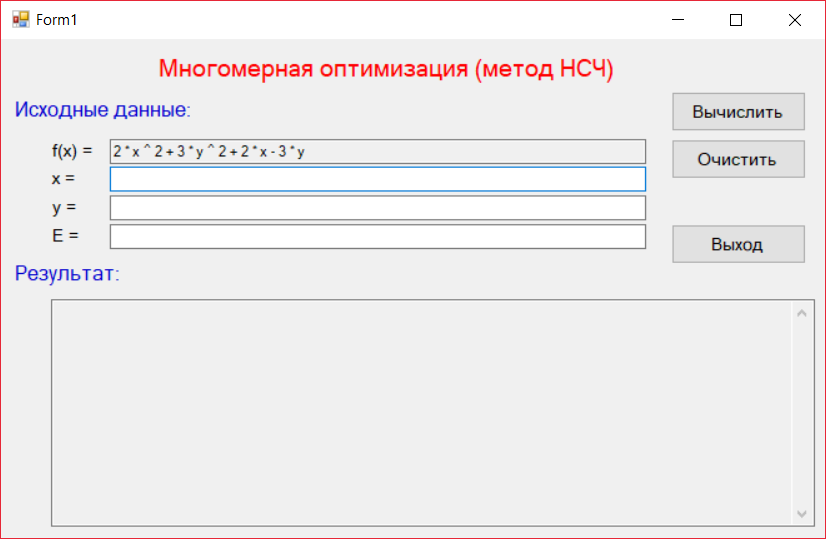 Form1
Многомерная оптимизация (метод НСЧ)
Исходные данные:
Вычислить
f(x) = 2*x^2+3*y^2+2*x-3*y
Очистить
x =
y =
E =
Выход
Результат: